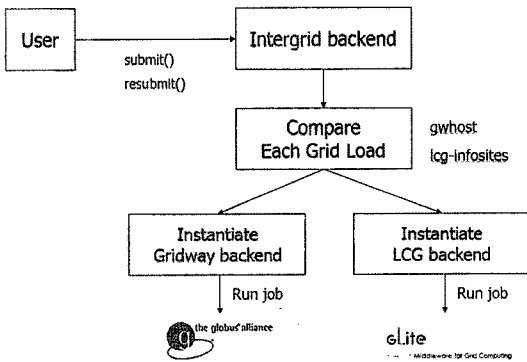 User
Intergrid backend
submit()
resubmit()
Compare
Each Grid Load
gwhost
lcg-infosites
Instantiate
Gridway backend
Instantiate
LCG backend
Run job
Run job
g the globus alliance
gLite
Middleware for Grid Computing